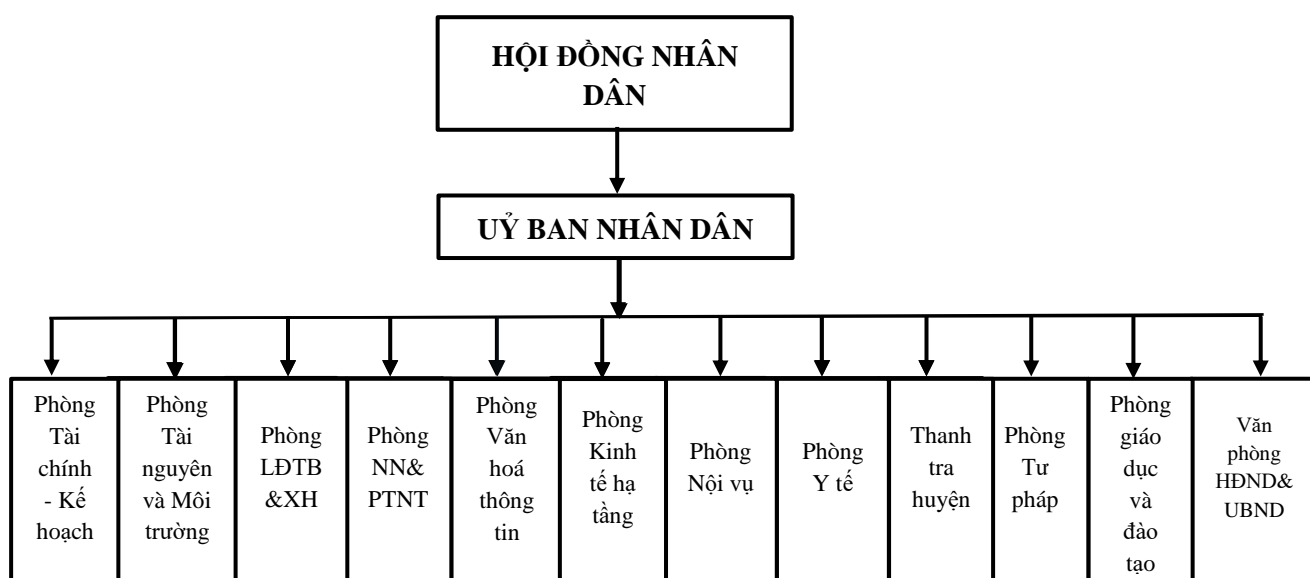 HỘI ĐỒNG NHÂN
DÂN
UỶ BAN NHÂN DÂN
Phòng
Tài
chính
- Kế
hoạch
Phòng
Tài
nguyên
và Môi
trường
Phòng
LĐTB
&XH
Phòng
NN&
PTNT
Phòng
Văn
hoá
thông
tin
Phòng
Kinh
tế hạ
tầng
Phòng
Nội vụ
Phòng
Y tế
Thanh
tra
huyện
Phòng
Tư
pháp
Phòng
giáo
dục
và
đào
tạo
Văn
phòng
HĐND&
UBND